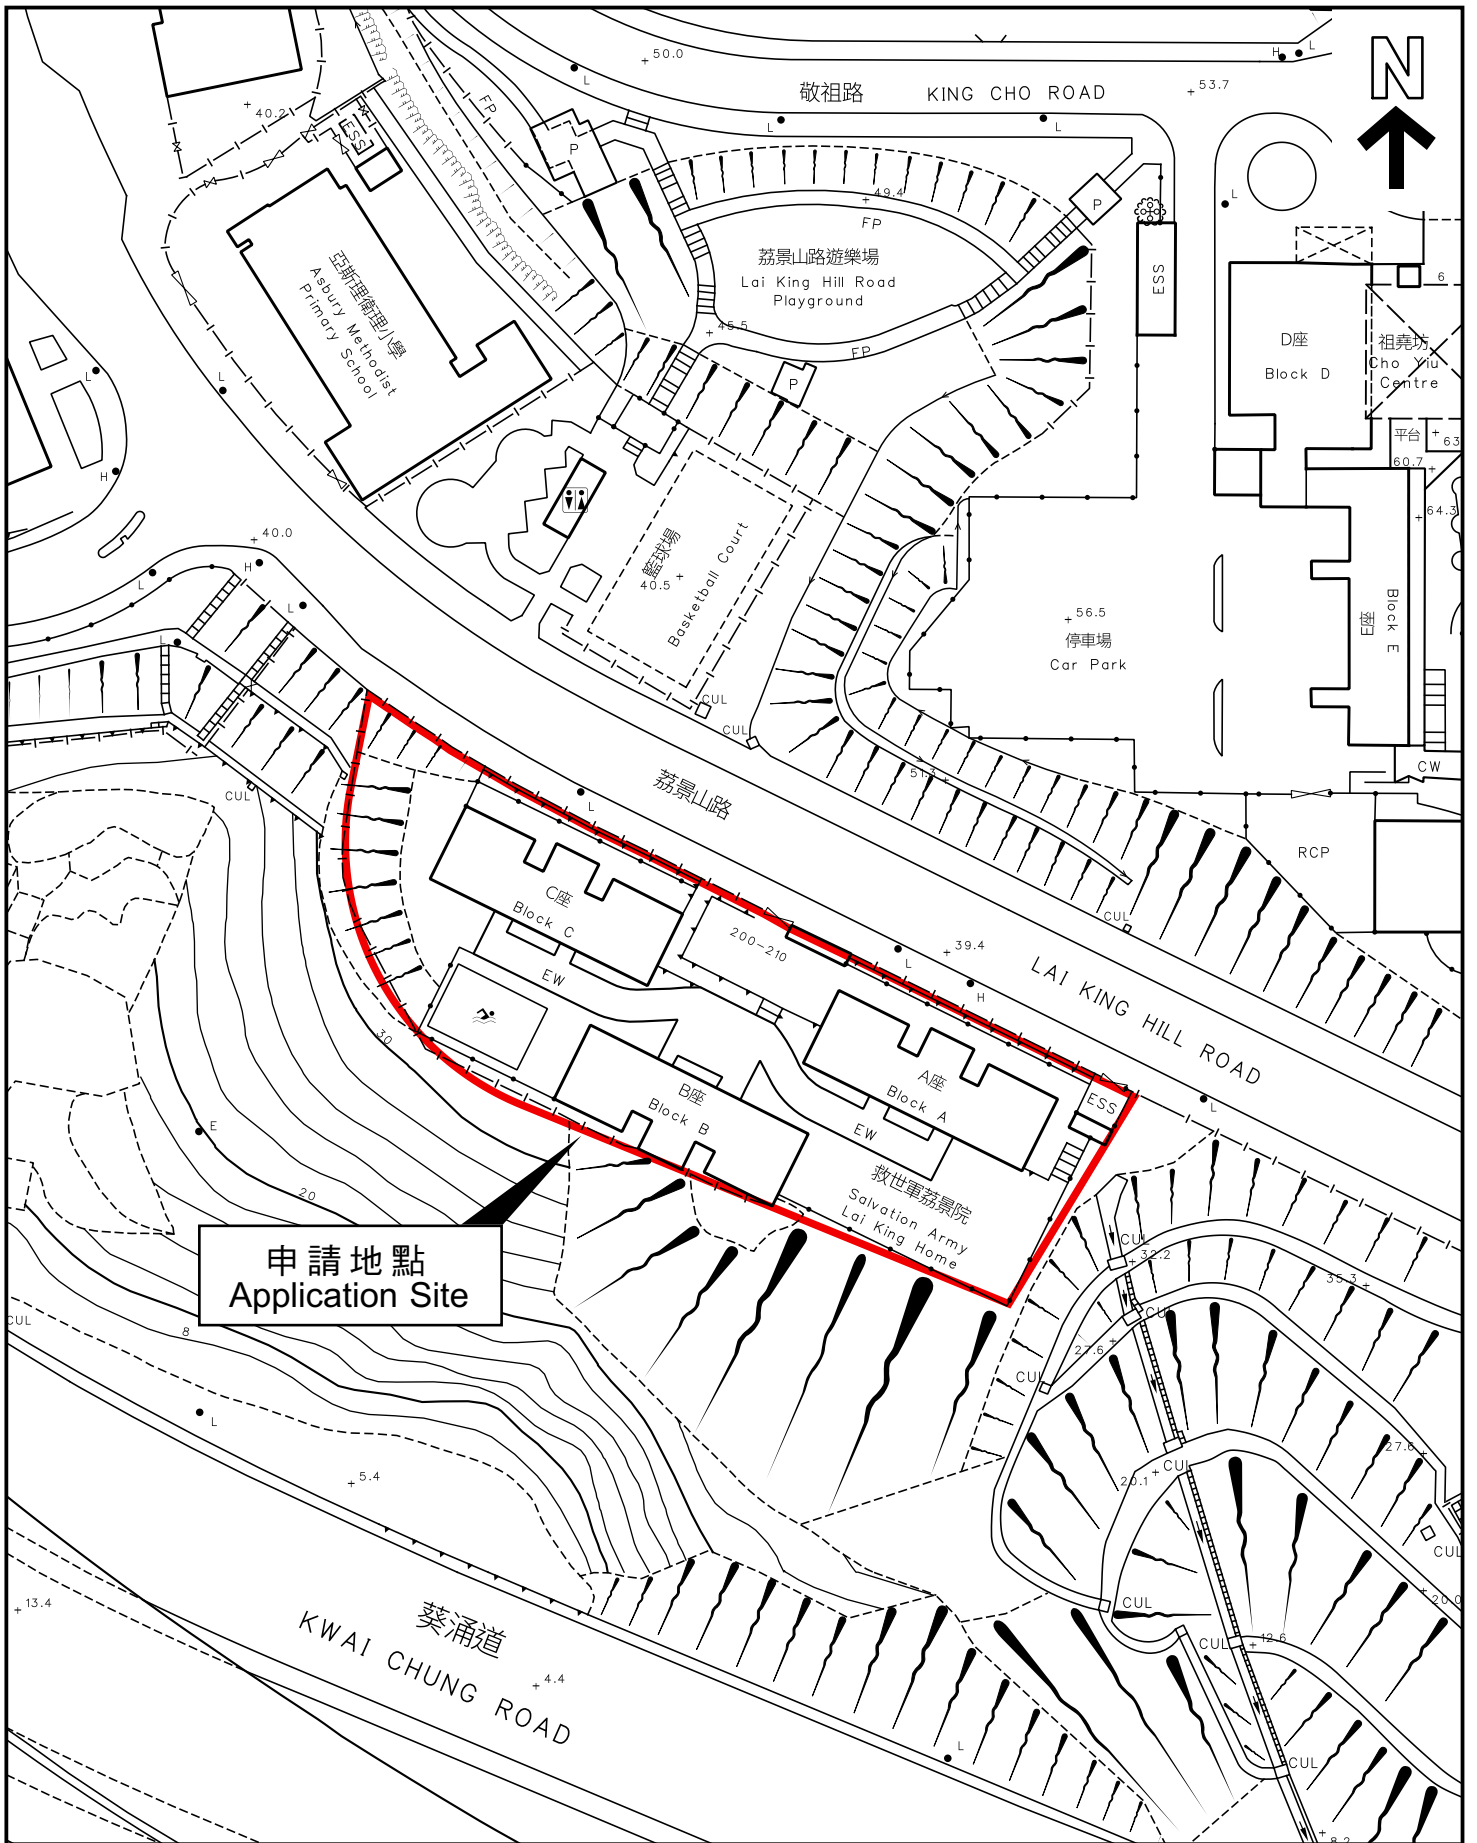 50.0
L
H
L
N
敬祖路 KING CHO ROAD
53.7
40.2
FP
L
L
ESS
P
49.4
FP
P
L
荔景山路遊樂場
Lai King Hill Road
Playground
ESS
亞斯理衛理小學
Asbury Methodist
Primary School
45.5
FP
6
D座
Block D
祖堯坊
Cho Yiu
Centre
L
L
P
平台
63
60.7
H
64.3
籃球場
Basketball Court
40.5
40.0
H
L
L
L
56.5
停車場
Car Park
E座
Block E
CUL
CUL
51.3
CW
CUL
L
荔景山路
LAI KING HILL ROAD
RCP
C座
Block C
200-210
CUL
L
39.4
H
EW
30
A座
Block A
ESS
L
B座
Block B
EW
E
救世軍荔景院
Salvation Army
Lai King Home
20
申請地點
Application Site
CUL
32.2
35.3
CUL
8
CUL
27.6
CUL
L
5.4
27.6
CUL
20.1
CUL
13.4
葵涌道
KWAI CHUNG ROAD
4.4
CUL
20.0
CUL
12.6
L
CUL
8.2